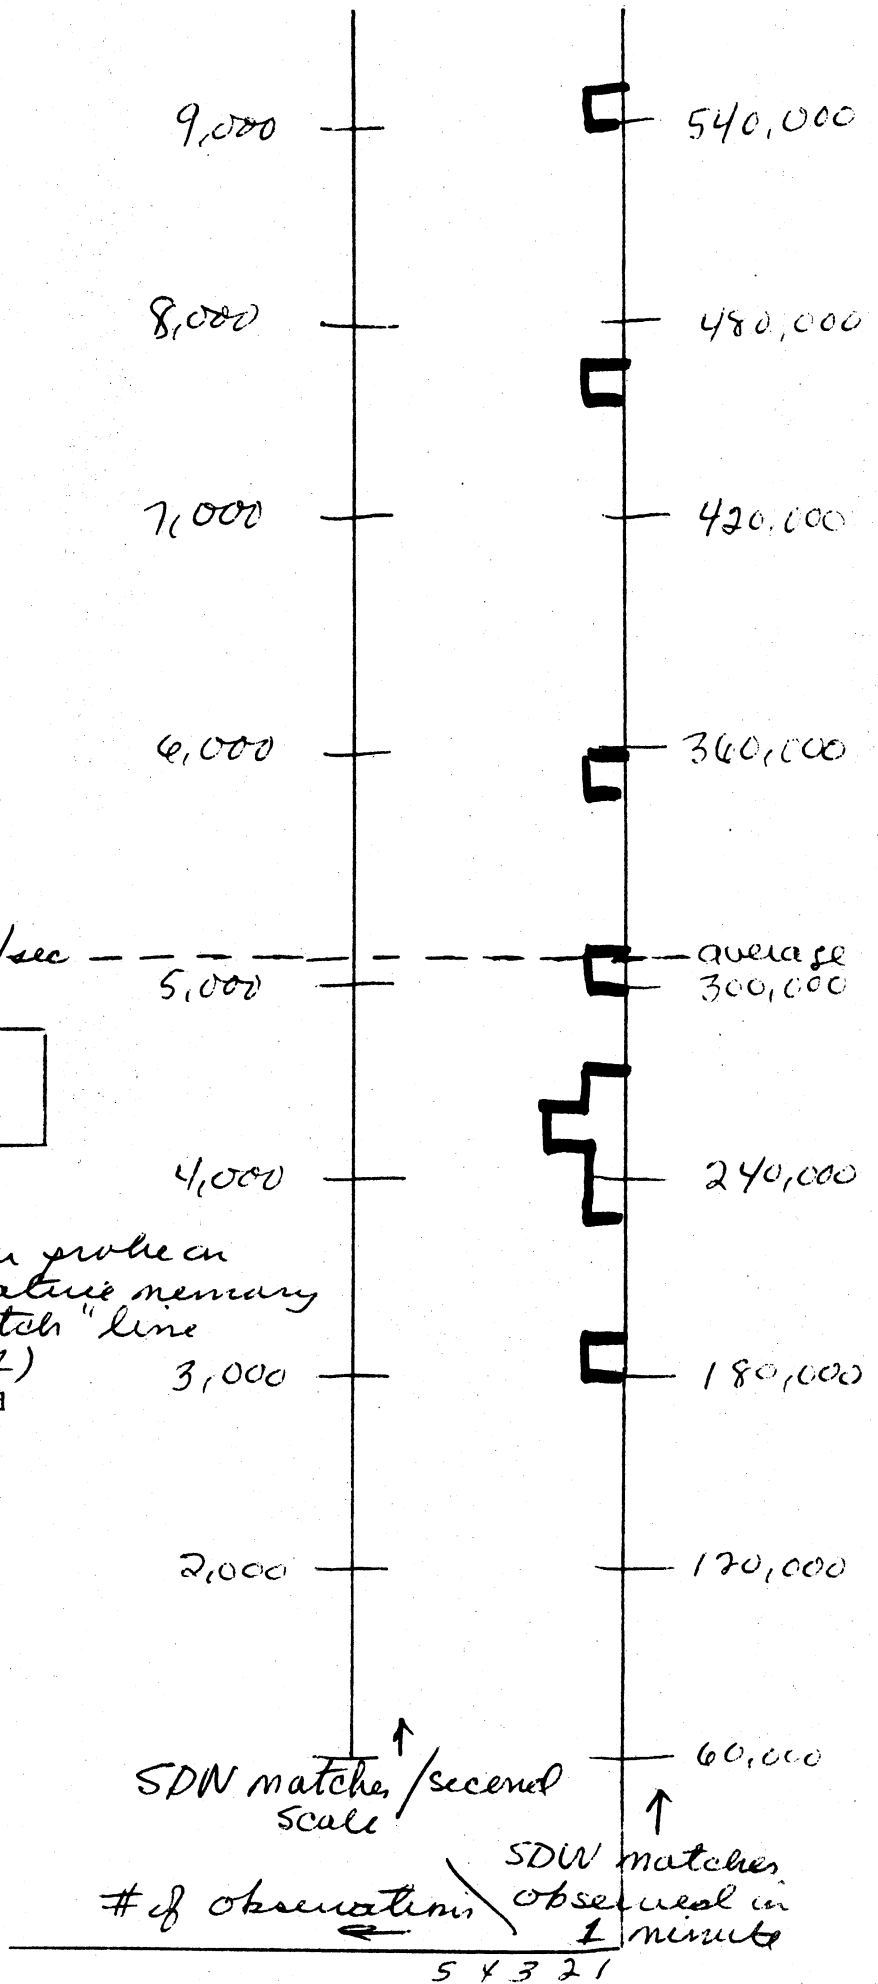 9,000 540,000
8,000 480,000
7,000 420,000
6,000 360,000
/sec average
5,000 300,000
4,000 240,000
probe on
memory
tch" line
3,000 180,000
2,000 120,000
60,000
SDW matches/second
scale
SDW matches
# of observations observed in
1 minute
5 4 3 2 1